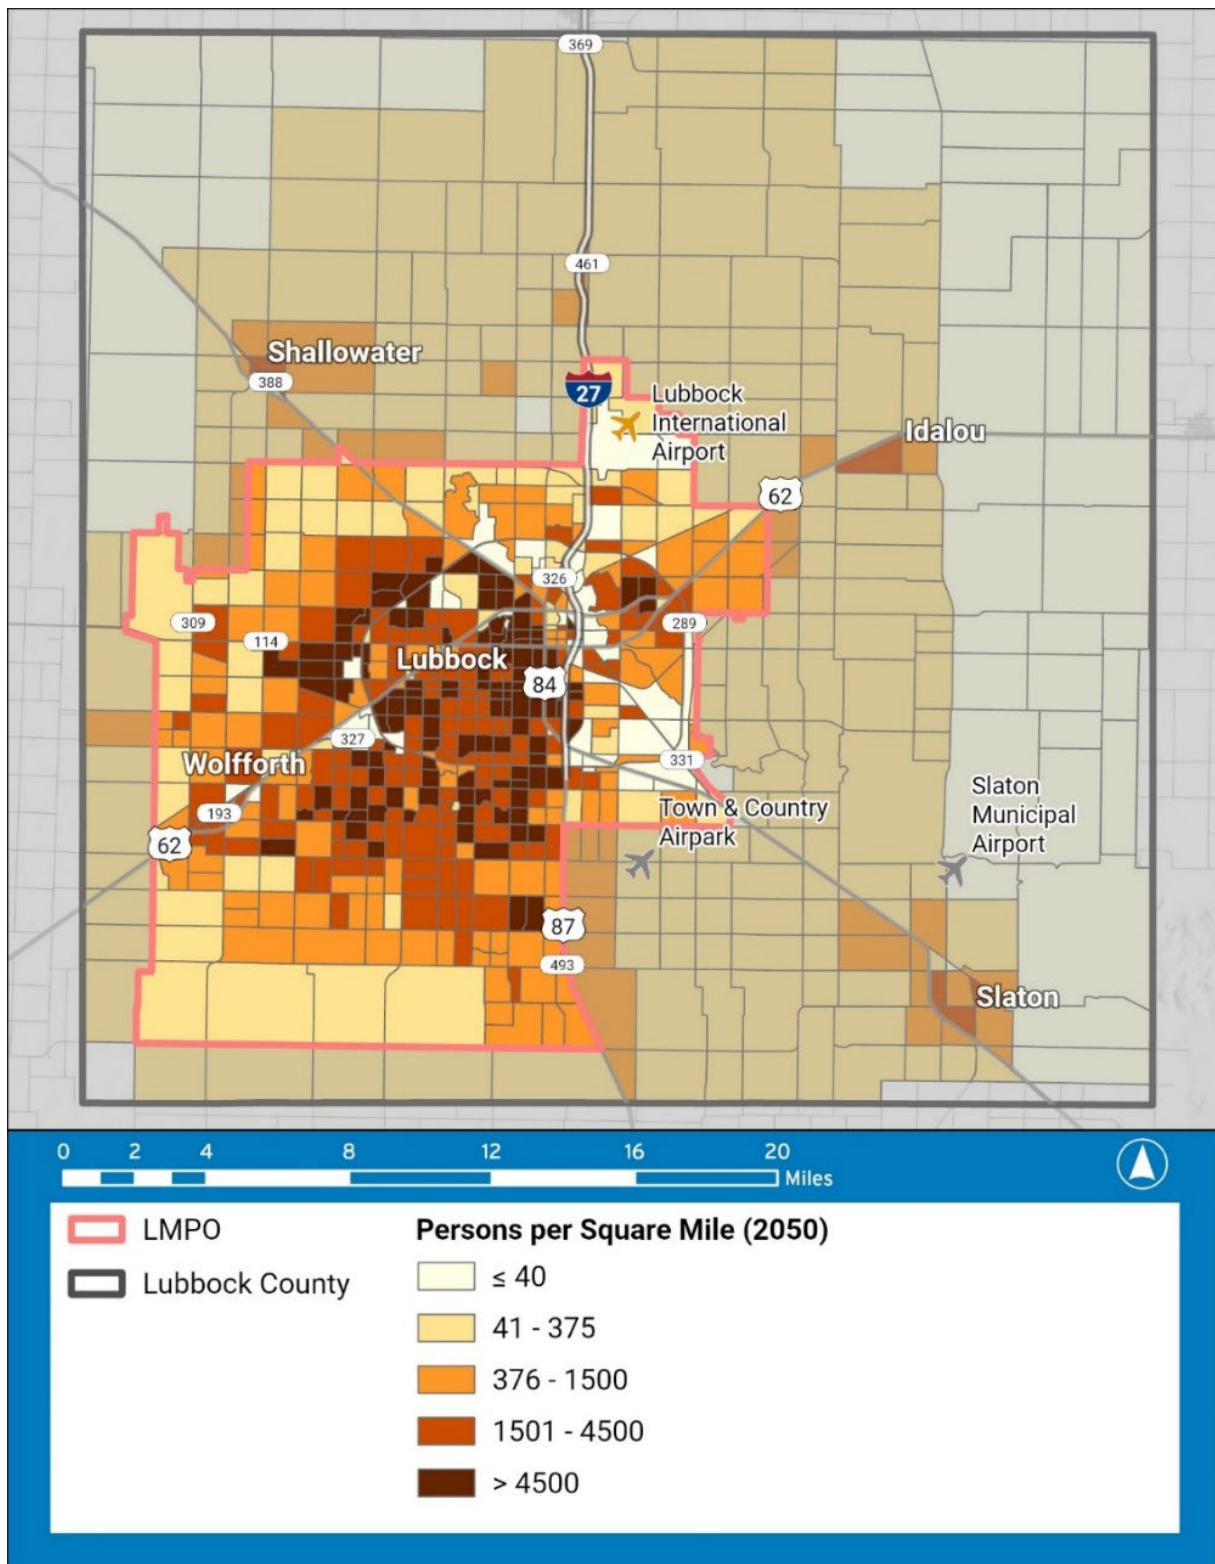 369
461
Shallowater
388
27
Lubbock
International
Airport
Idalou
62
326
309
289
114
Lubbock
84
327
331
Wolfforth
193
Town & Country
Airpark
Slaton
Municipal
Airport
62
87
493
Slaton
0 2 4 8 12 16 20
Miles
LMPO
Lubbock County
Persons per Square Mile (2050)
≤ 40
41 - 375
376 - 1500
1501 - 4500
> 4500